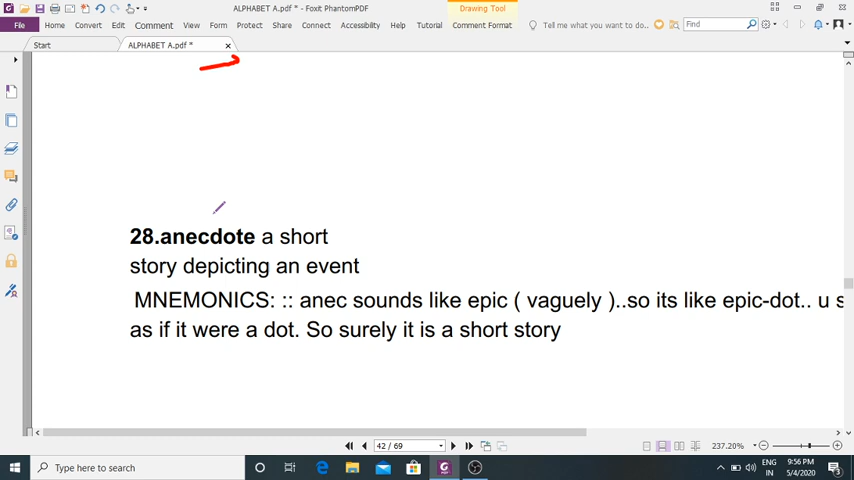 ALPHABET A.pdf * - Foxit PhantomPDF
Drawing Tool
File Home Convert Edit Comment View Form Protect Share Connect Accessibility Help Tutorial Comment Format Tell me what you want to do... Find
Start ALPHABET A.pdf *
28.anecdote a short
story depicting an event
MNEMONICS: :: anec sounds like epic ( vaguely )..so its like epic-dot.. u s
as if it were a dot. So surely it is a short story
42 / 69
237.20%
Type here to search
ENG
IN
9:56 PM
5/4/2020